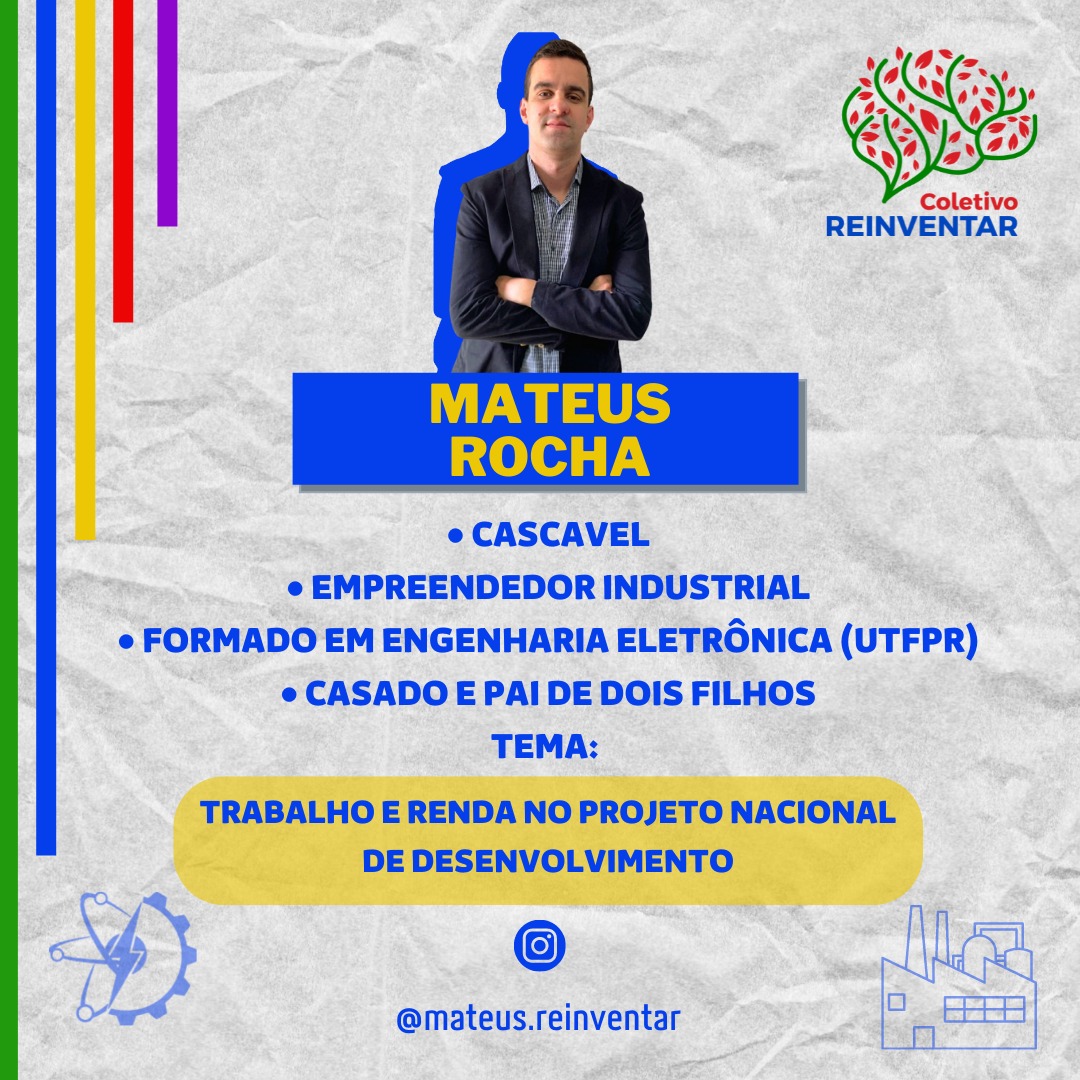 Coletivo
REINVENTAR
MATEUS
ROCHA
• CASCAVEL
• EMPREENDEDOR INDUSTRIAL
• FORMADO EM ENGENHARIA ELETRÔNICA (UTFPR)
• CASADO E PAI DE DOIS FILHOS
TEMA:
TRABALHO E RENDA NO PROJETO NACIONAL
DE DESENVOLVIMENTO
@mateus.reinventar